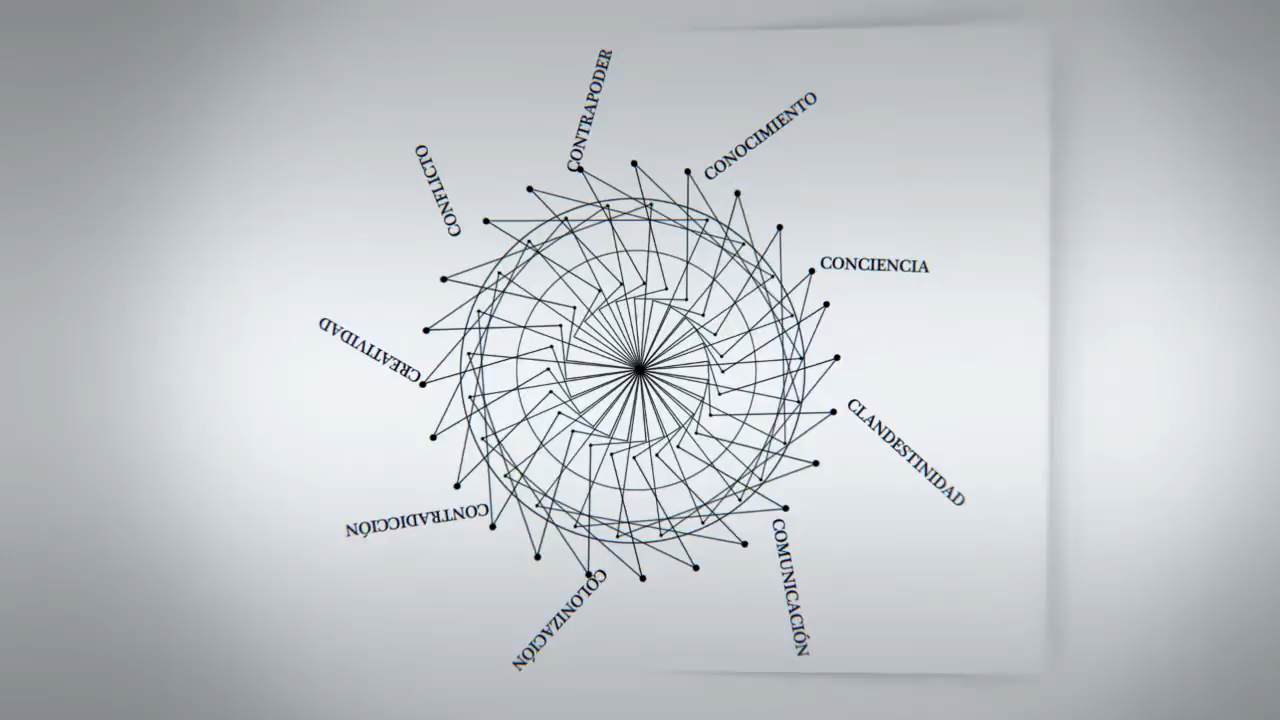 CONTRAPODER
CONOCIMIENTO
CONCIENCIA
CLANDESTINIDAD
COMUNICACIÓN
COLONIZACIÓN
CONTRADICCIÓN
CREATIVIDAD
CONFLICTO